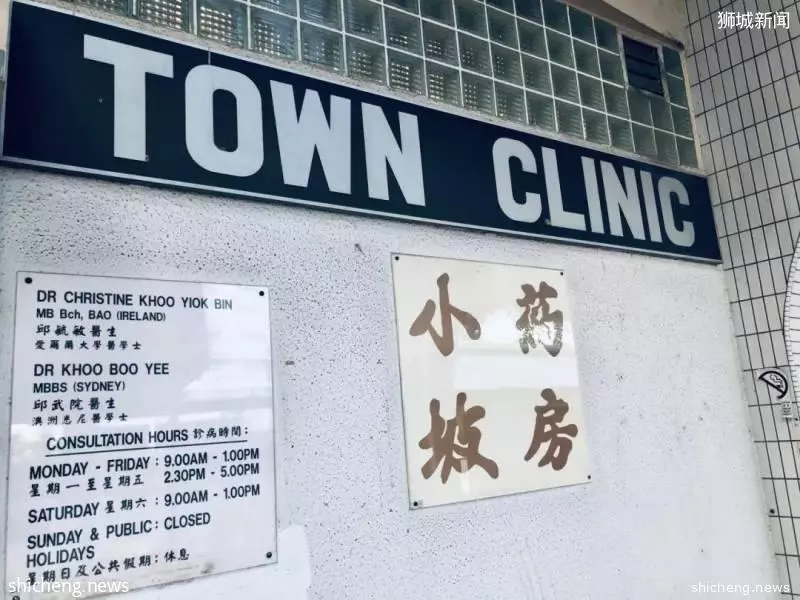 狮城新闻
TOWN CLINIC
DR CHRISTINE KHOO YIOK BIN
MB Bch, BAO (IRELAND)
邱毓敏醫生
愛爾蘭大學醫學士
DR KHOO BOO YEE
MBBS (SYDNEY)
邱武院醫生
澳洲悉尼醫學士
CONSULTATION HOURS 診病時間:
MONDAY - FRIDAY : 9.00AM - 1.00PM
星期一至星期五 2.30PM - 5.00PM
SATURDAY 星期六 : 9.00AM - 1.00PM
SUNDAY & PUBLIC : CLOSED
HOLIDAYS
星期日及公共假期 : 休息
小坡
药房
shicheng.news
shicheng.news